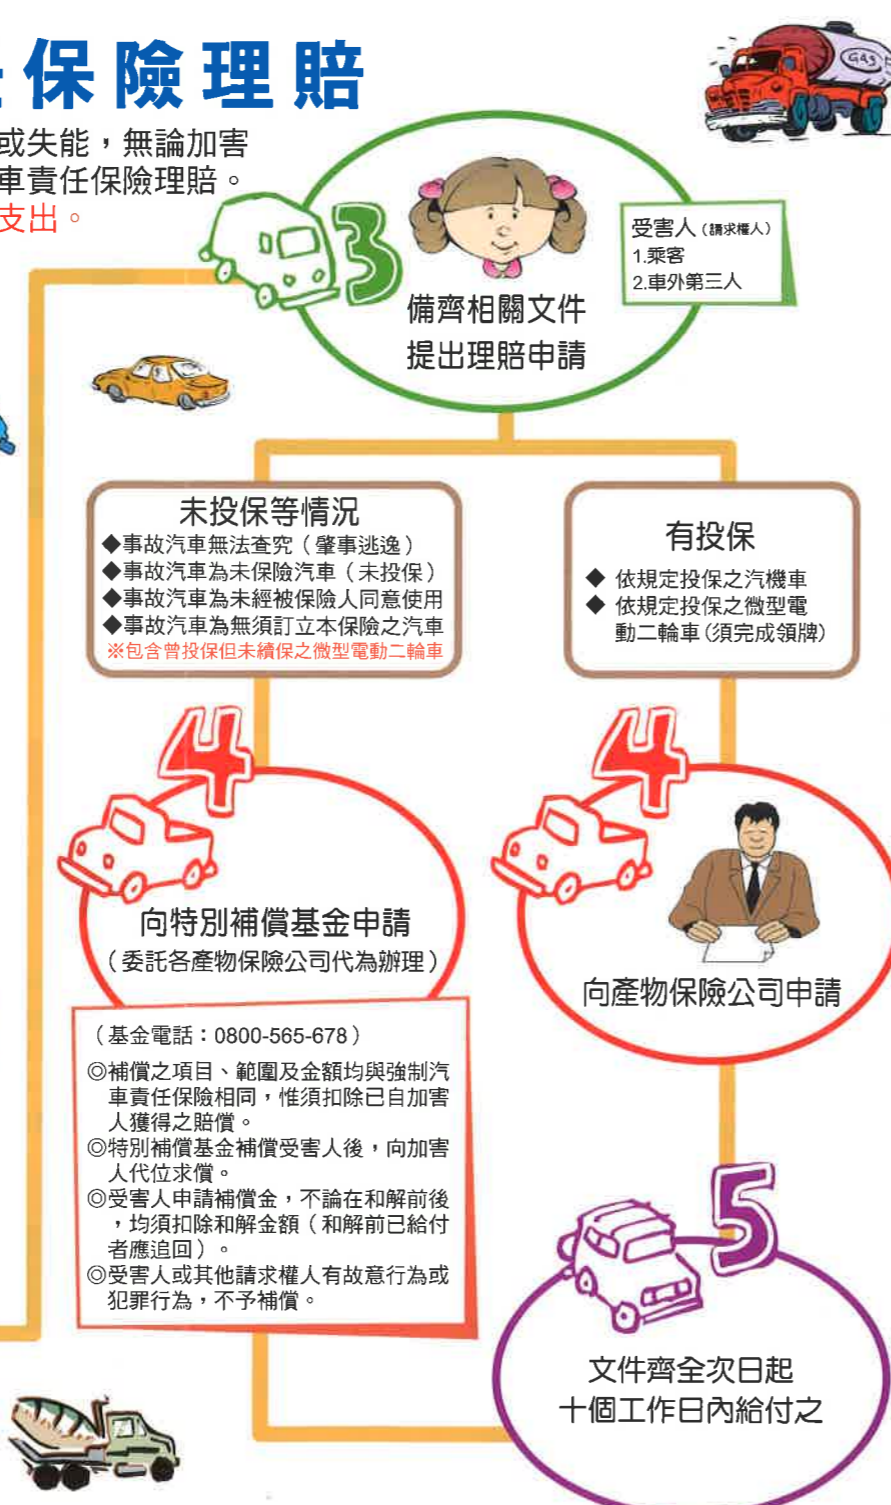 保險理賠
或失能，無論加害
車責任保險理賠。
支出。
3
受害人（請求權人）
1.乘客
2.車外第三人
備齊相關文件
提出理賠申請
未投保等情況
◆事故汽車無法查究（肇事逃逸）
◆事故汽車為未保險汽車（未投保）
◆事故汽車為未經被保險人同意使用
◆事故汽車為無須訂立本保險之汽車
※包含曾投保但未續保之微型電動二輪車
有投保
◆ 依規定投保之汽機車
◆ 依規定投保之微型電
動二輪車(須完成領牌)
4
向特別補償基金申請
（委託各產物保險公司代為辦理）
（基金電話：0800-565-678）
◎補償之項目、範圍及金額均與強制汽
車責任保險相同，惟須扣除已自加害
人獲得之賠償。
◎特別補償基金補償受害人後，向加害
人代位求償。
◎受害人申請補償金，不論在和解前後
，均須扣除和解金額（和解前已給付
者應追回）。
◎受害人或其他請求權人有故意行為或
犯罪行為，不予補償。
4
向產物保險公司申請
5
文件齊全次日起
十個工作日內給付之
GAS